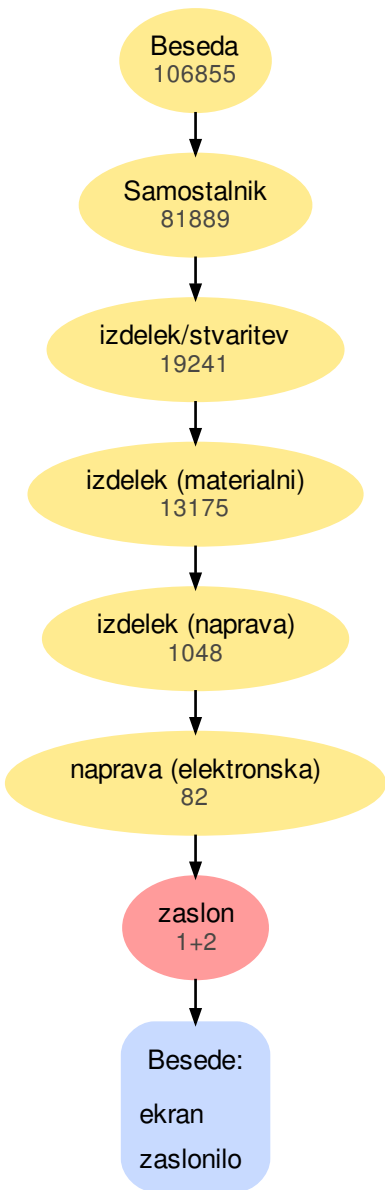 Beseda
106855
Samostalnik
81889
izdelek/stvaritev
19241
izdelek (materialni)
13175
izdelek (naprava)
1048
naprava (elektronska)
82
zaslon
1+2
Besede:
ekran
zaslonilo